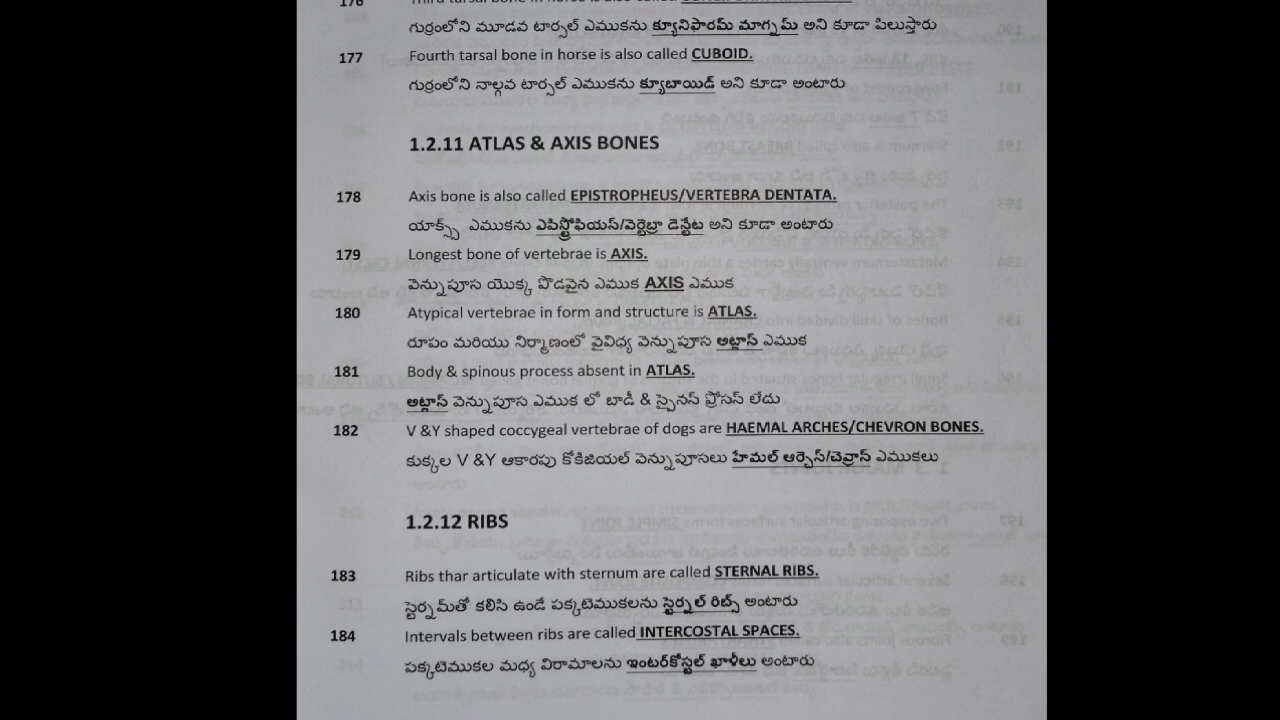 గుర్రంలోని మూడవ టార్సల్ ఎముకను క్యూనిఫారమ్ మాగ్నమ్ అని కూడా పిలుస్తారు
177 Fourth tarsal bone in horse is also called CUBOID.
గుర్రంలోని నాల్గవ టార్సల్ ఎముకను క్యూబాయిడ్ అని కూడా అంటారు
1.2.11 ATLAS & AXIS BONES
178 Axis bone is also called EPISTROPHEUS/VERTEBRA DENTATA.
యాక్స్స్ ఎముకను ఎపిస్ట్రోఫియస్/వెర్టెబ్రా డెన్టేట అని కూడా అంటారు
179 Longest bone of vertebrae is AXIS.
వెన్నుపూస యొక్క పొడవైన ఎముక AXIS ఎముక
180 Atypical vertebrae in form and structure is ATLAS.
రూపం మరియు నిర్మాణంలో వైవిధ్య వెన్నుపూస అట్లాస్ ఎముక
181 Body & spinous process absent in ATLAS.
అట్లాస్ వెన్నుపూస ఎముక లో బాడీ & స్పైనస్ ప్రోసస్ లేదు
182 V &Y shaped coccygeal vertebrae of dogs are HAEMAL ARCHES/CHEVRON BONES.
కుక్కల V &Y ఆకారపు కోకిజియల్ వెన్నుపూసలు హేమల్ ఆర్చెస్/చెవ్రాన్ ఎముకలు
1.2.12 RIBS
183 Ribs thar articulate with sternum are called STERNAL RIBS.
స్టెర్నమ్‌తో కలిసి ఉండే పక్కటెముకలను స్టెర్నల్ రిబ్స్ అంటారు
184 Intervals between ribs are called INTERCOSTAL SPACES.
పక్కటెముకల మధ్య విరామాలను ఇంటర్‌కోస్టల్ ఖాళీలు అంటారు